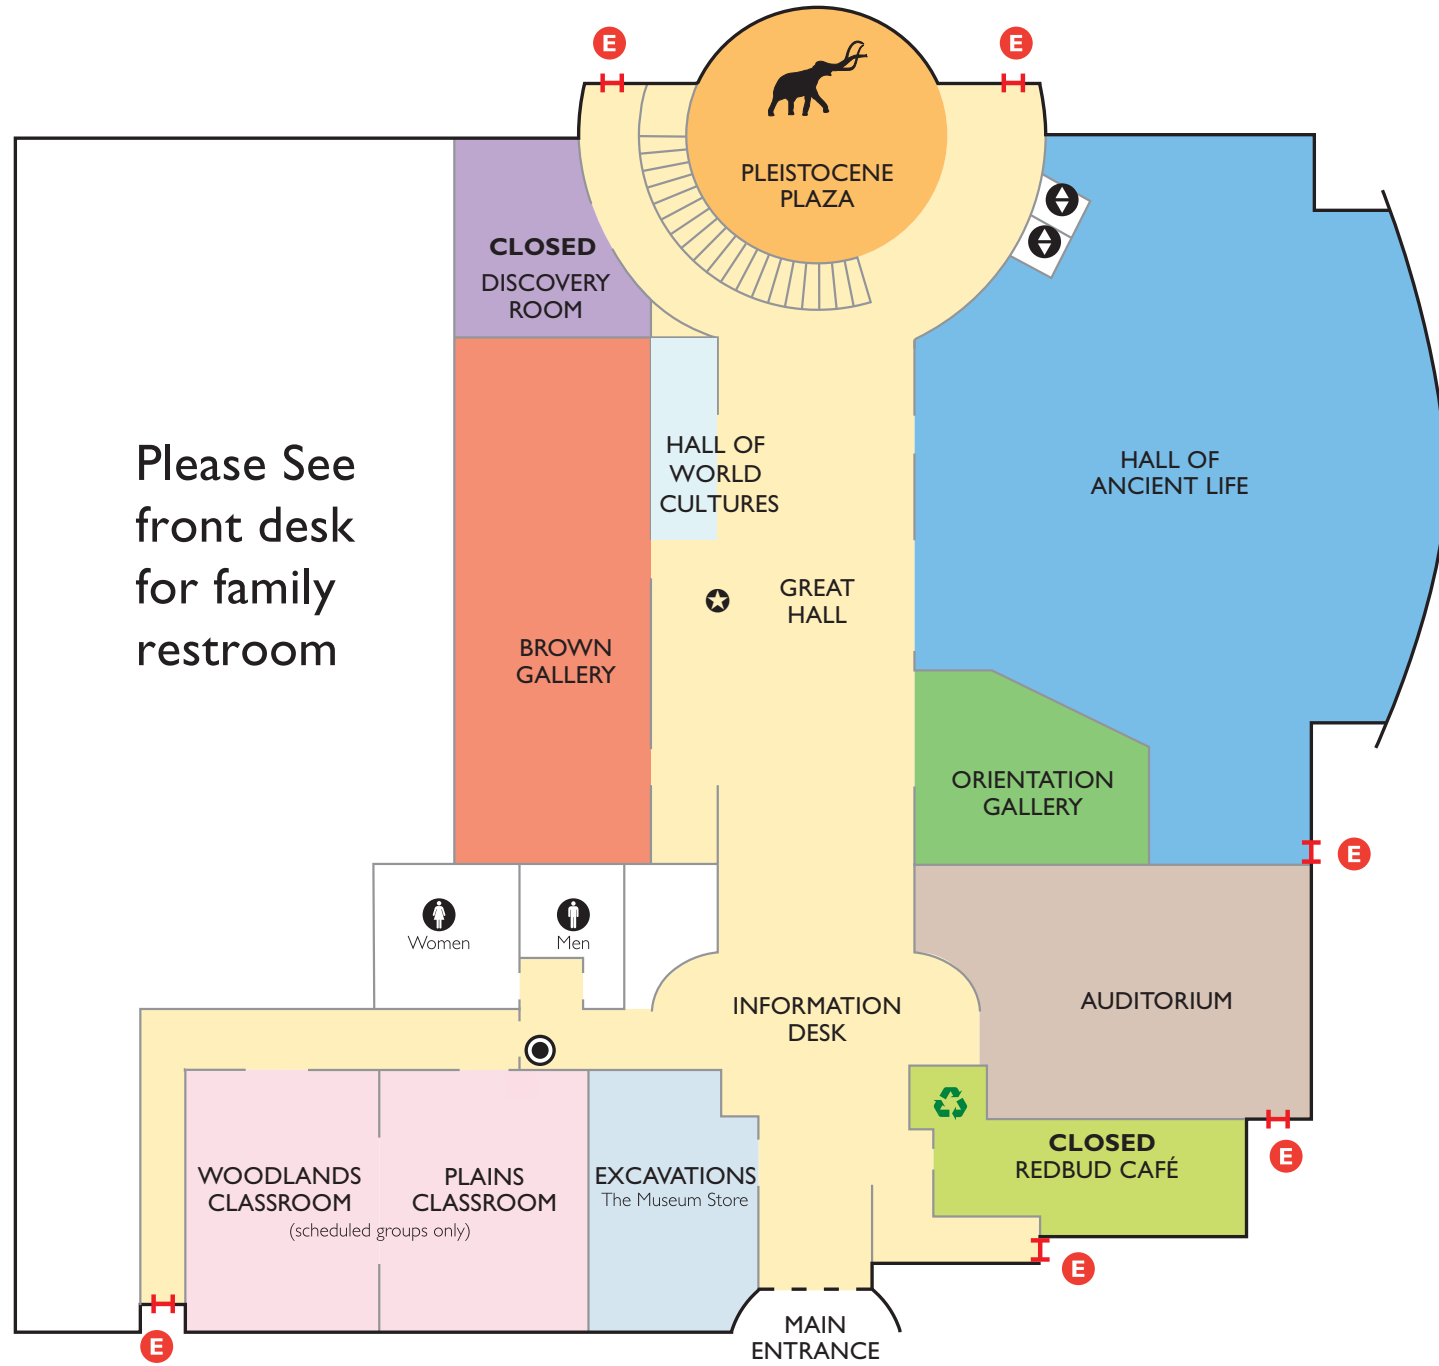 E
E
PLEISTOCENE
PLAZA
CLOSED
DISCOVERY
ROOM
HALL OF
WORLD
CULTURES
HALL OF
ANCIENT LIFE
Please See
front desk
for family
restroom
GREAT
HALL
BROWN
GALLERY
ORIENTATION
GALLERY
E
Women
Men
INFORMATION
DESK
AUDITORIUM
CLOSED
REDBUD CAFÉ
E
WOODLANDS
CLASSROOM
PLAINS
CLASSROOM
(scheduled groups only)
EXCAVATIONS
The Museum Store
E
E
MAIN
ENTRANCE